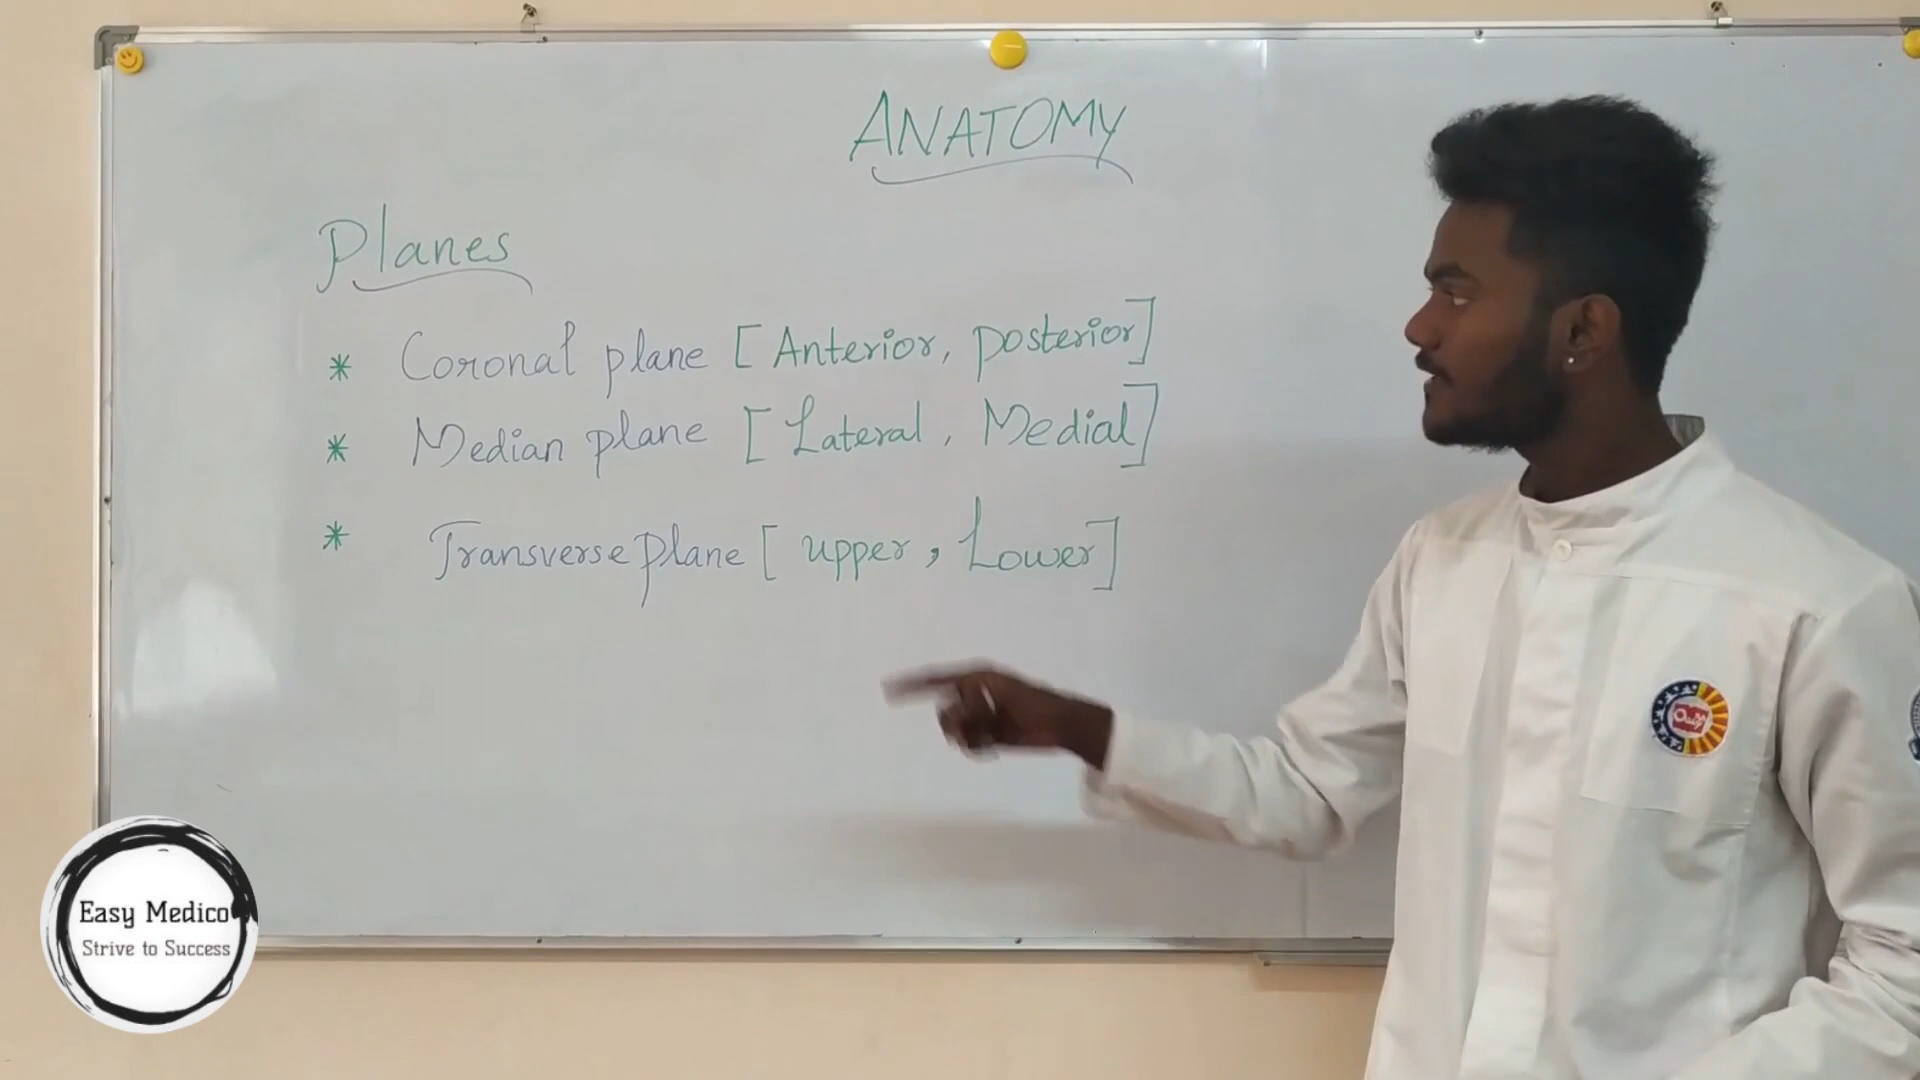 ANATOMY
Planes
* Coronal plane [Anterior, posterior]
* Median plane [Lateral, Medial]
* Transverse plane [upper, Lower]
Easy Medico
Strive to Success